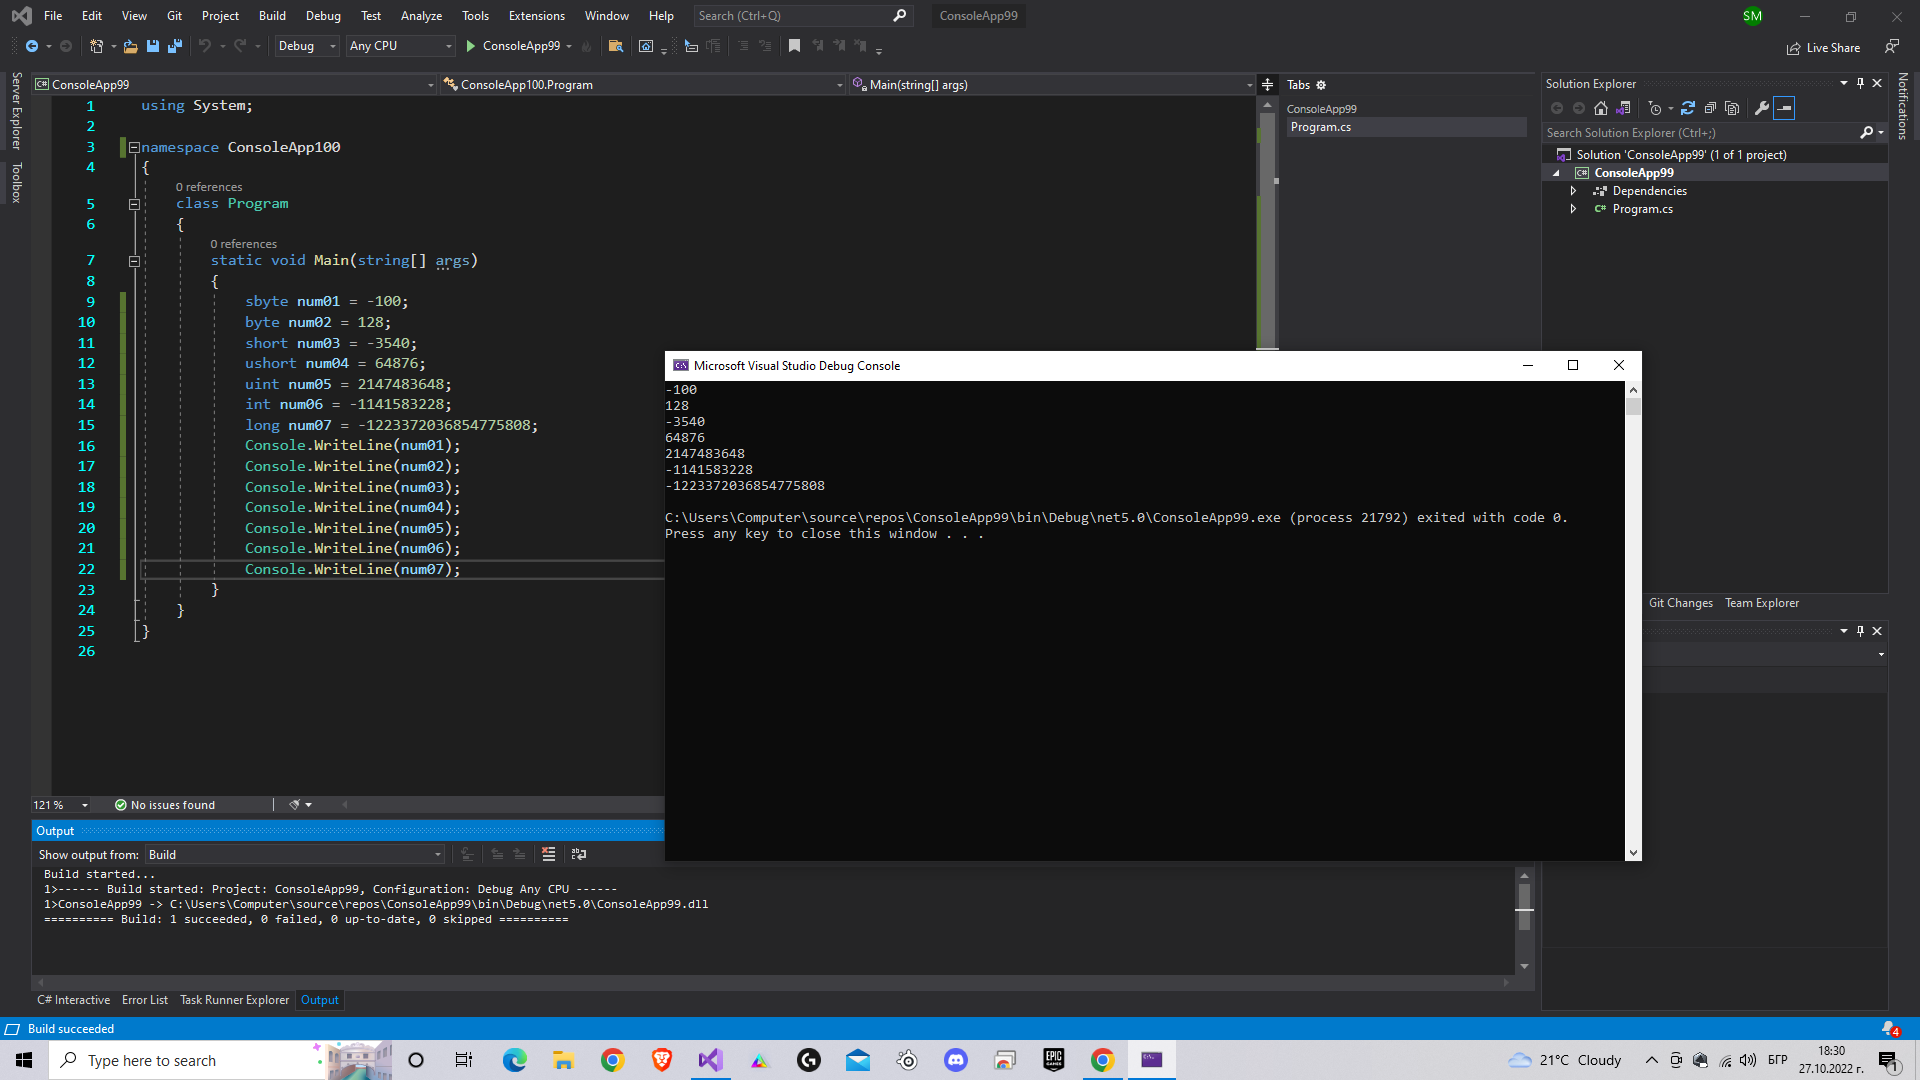 File Edit View Git Project Build Debug Test Analyze Tools Extensions Window Help Search (Ctrl+Q) ConsoleApp99 SM
Debug Any CPU ConsoleApp99 Live Share
Server Explorer
Toolbox
ConsoleApp99 ConsoleApp100.Program Main(string[] args)
1 using System;
2
3 namespace ConsoleApp100
4 {
0 references
5 class Program
6 {
0 references
7 static void Main(string[] args)
8 {
9 sbyte num01 = -100;
10 byte num02 = 128;
11 short num03 = -3540;
12 ushort num04 = 64876;
13 uint num05 = 2147483648;
14 int num06 = -1141583228;
15 long num07 = -1223372036854775808;
16 Console.WriteLine(num01);
17 Console.WriteLine(num02);
18 Console.WriteLine(num03);
19 Console.WriteLine(num04);
20 Console.WriteLine(num05);
21 Console.WriteLine(num06);
22 Console.WriteLine(num07);
23 }
24 }
25 }
26
Tabs
ConsoleApp99
Program.cs
Solution Explorer
Search Solution Explorer (Ctrl+;)
Solution 'ConsoleApp99' (1 of 1 project)
ConsoleApp99
Dependencies
Program.cs
Notifications
Microsoft Visual Studio Debug Console
-100
128
-3540
64876
2147483648
-1141583228
-1223372036854775808
C:\Users\Computer\source\repos\ConsoleApp99\bin\Debug\net5.0\ConsoleApp99.exe (process 21792) exited with code 0.
Press any key to close this window . . .
Git Changes Team Explorer
121 % No issues found
Output
Show output from: Build
Build started...
1>------ Build started: Project: ConsoleApp99, Configuration: Debug Any CPU ------
1>ConsoleApp99 -> C:\Users\Computer\source\repos\ConsoleApp99\bin\Debug\net5.0\ConsoleApp99.dll
========== Build: 1 succeeded, 0 failed, 0 up-to-date, 0 skipped ==========
C# Interactive Error List Task Runner Explorer Output
Build succeeded 4
Type here to search EPIC GAMES 21°C Cloudy БГР 18:30
27.10.2022 г. 1